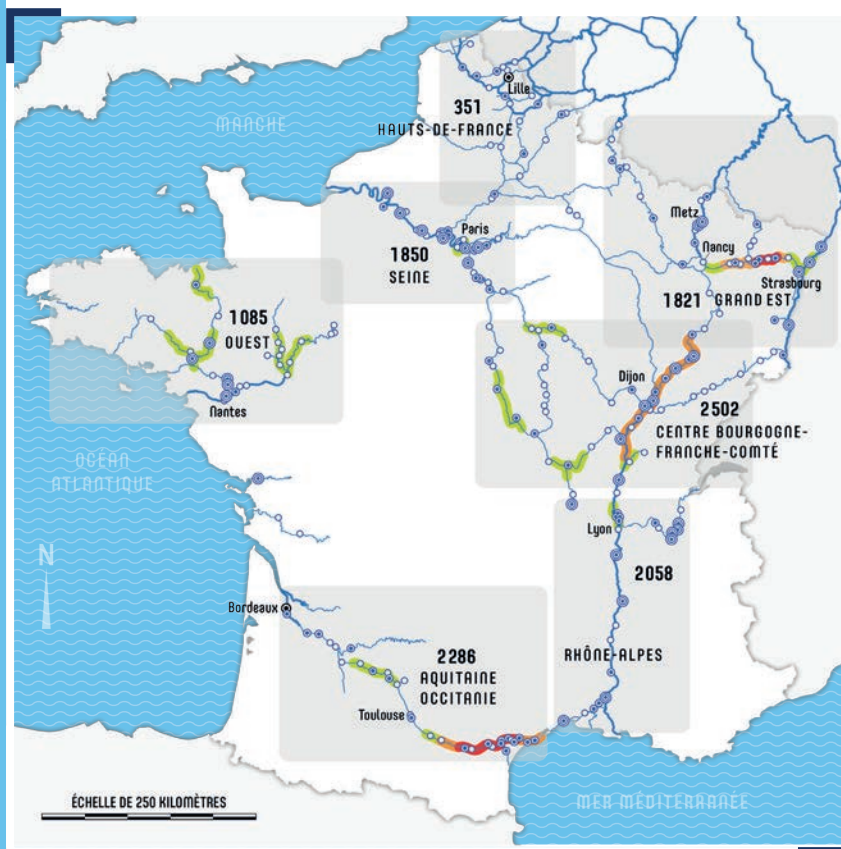 MANCHE
351
HAUTS-DE-FRANCE
Lille
1850
SEINE
Paris
Metz
Nancy
Strasbourg
1821
GRAND EST
1085
OUEST
Nantes
Dijon
2502
CENTRE BOURGOGNE-
FRANCHE-COMTÉ
OCÉAN
ATLANTIQUE
N
Lyon
2058
RHÔNE-ALPES
Bordeaux
2286
AQUITAINE
OCCITANIE
Toulouse
ÉCHELLE DE 250 KILOMÈTRES
MER MÉDITERRANÉE